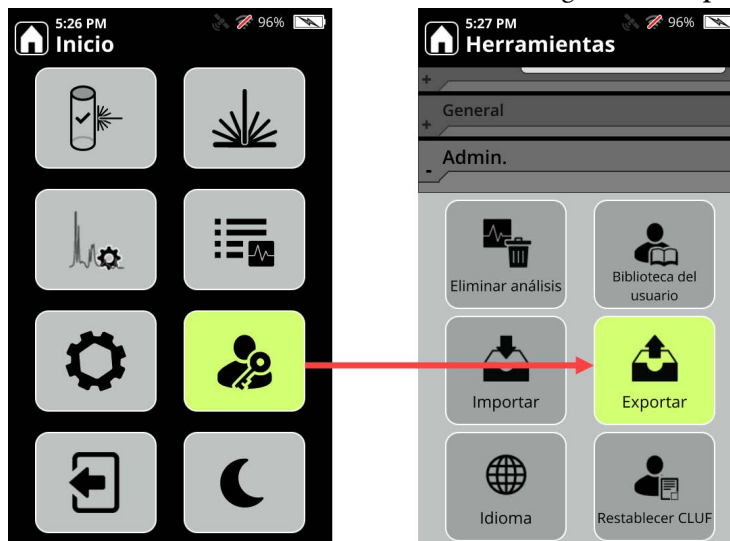 5:26 PM
96%
Inicio
5:27 PM
96%
Herramientas
+
+
General
-
Admin.
Eliminar análisis
Biblioteca del
usuario
Importar
Exportar
Idioma
Restablecer CLUF